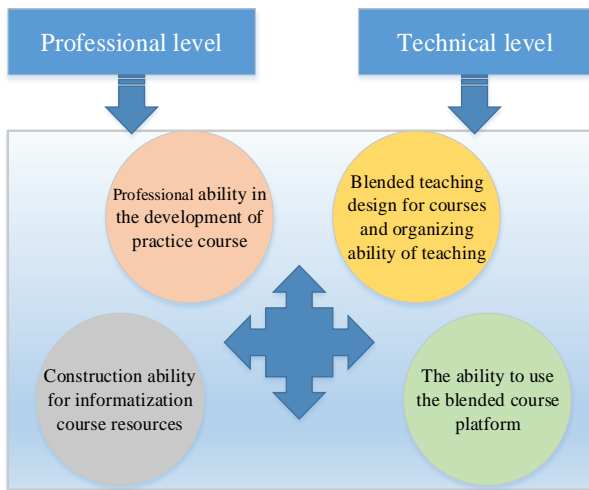 Professional level
Technical level
Professional ability in
the development of
practice course
Blended teaching
design for courses
and organizing
ability of teaching
Construction ability
for informatization
course resources
The ability to use
the blended course
platform